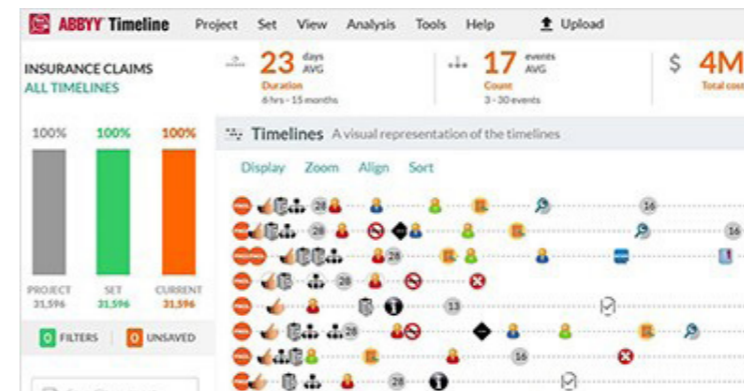 ABBYY Timeline Project Set View Analysis Tools Help Upload
INSURANCE CLAIMS
ALL TIMELINES
23 days AVG
Duration
6 hrs - 15 months
17 events AVG
Count
3 - 30 events
$ 4M
Total cost
100% 100% 100%
PROJECT SET CURRENT
31,596 31,596 31,596
0 FILTERS 0 UNSAVED
Timelines A visual representation of the timelines
Display Zoom Align Sort
28 16
28 16
28
28
13
28
16
28